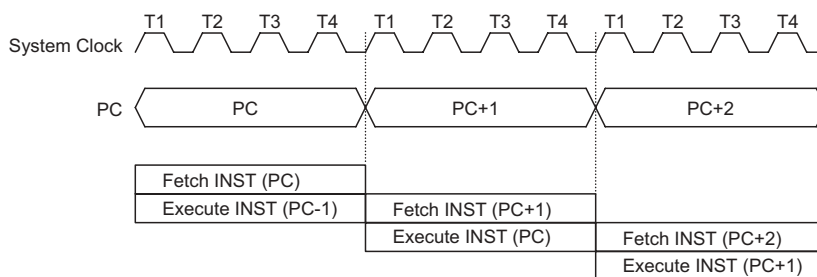 T1 T2 T3 T4 T1 T2 T3 T4 T1 T2 T3 T4
System Clock
PC PC PC+1 PC+2
Fetch INST (PC)
Execute INST (PC-1) Fetch INST (PC+1)
Execute INST (PC) Fetch INST (PC+2)
Execute INST (PC+1)